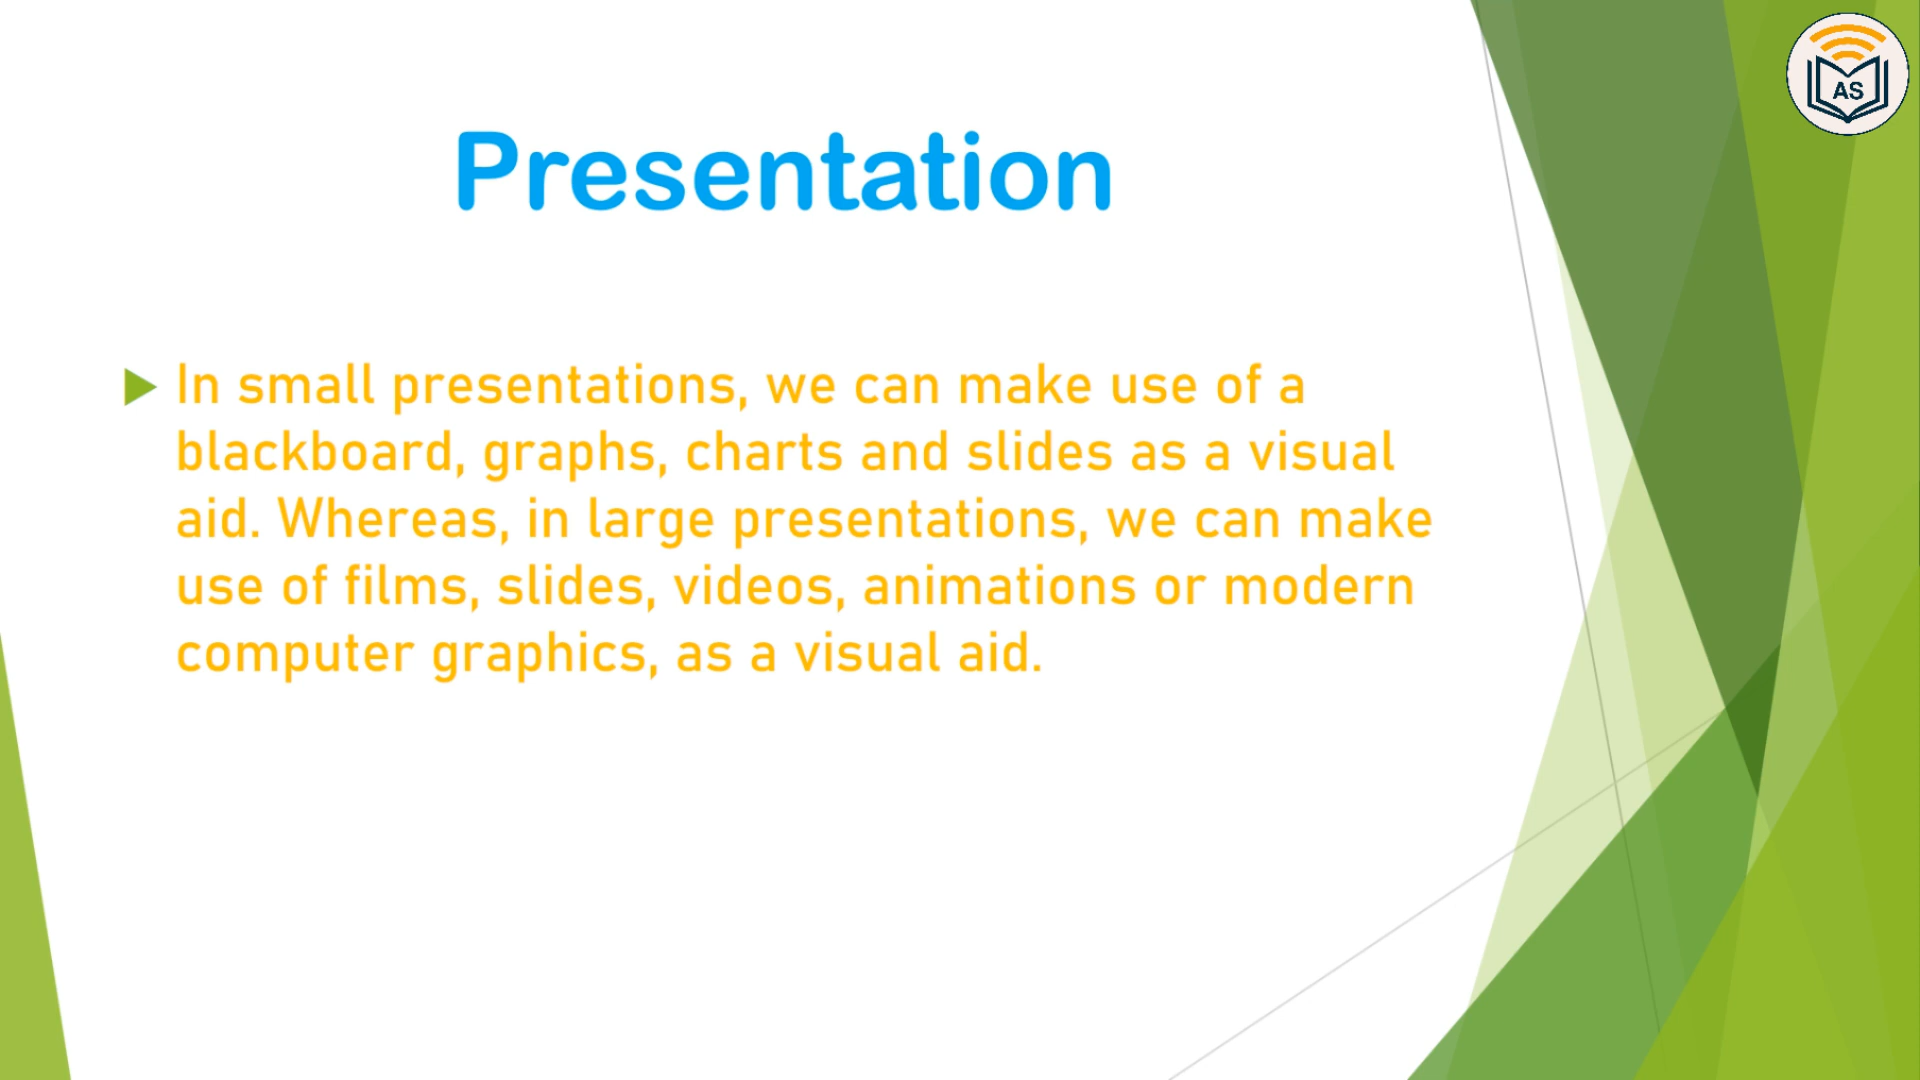 AS
Presentation
In small presentations, we can make use of a
blackboard, graphs, charts and slides as a visual
aid. Whereas, in large presentations, we can make
use of films, slides, videos, animations or modern
computer graphics, as a visual aid.